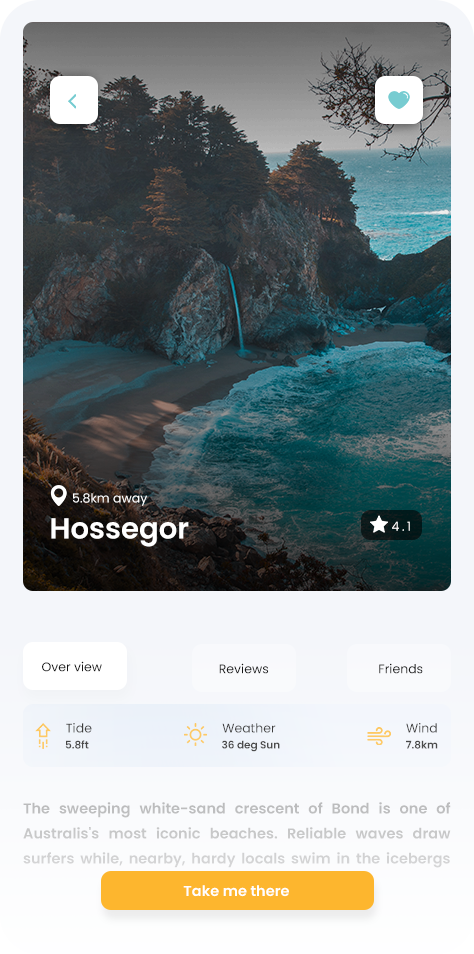 5.8km away
Hossegor
4.1
Over view
Reviews
Friends
Tide
5.8ft
Weather
36 deg Sun
Wind
7.8km
The sweeping white-sand crescent of Bond is one of
Australis's most iconic beaches. Reliable waves draw
surfers while, nearby, hardy locals swim in the icebergs
Take me there